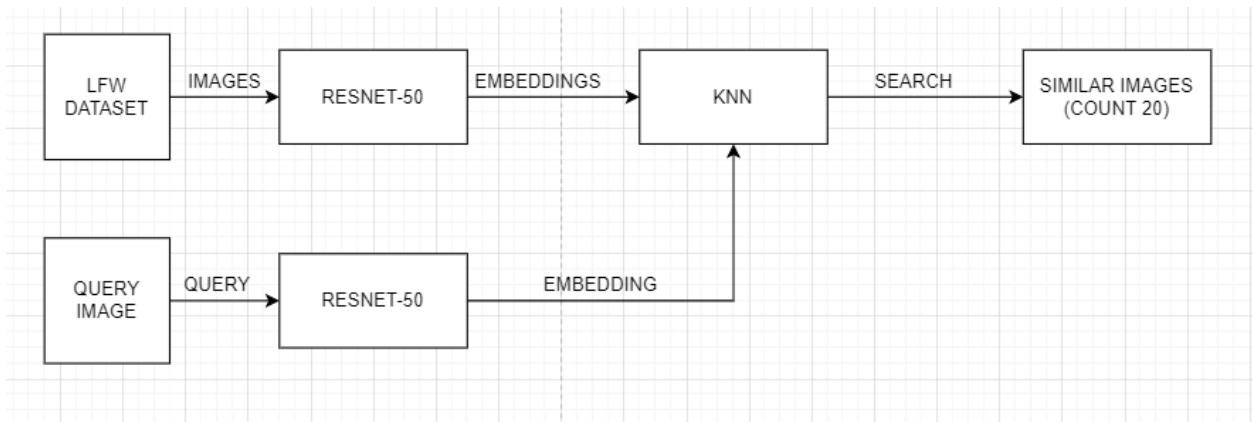 LFW
DATASET
IMAGES
RESNET-50
EMBEDDINGS
KNN
SEARCH
SIMILAR IMAGES
(COUNT 20)
QUERY
IMAGE
QUERY
RESNET-50
EMBEDDING